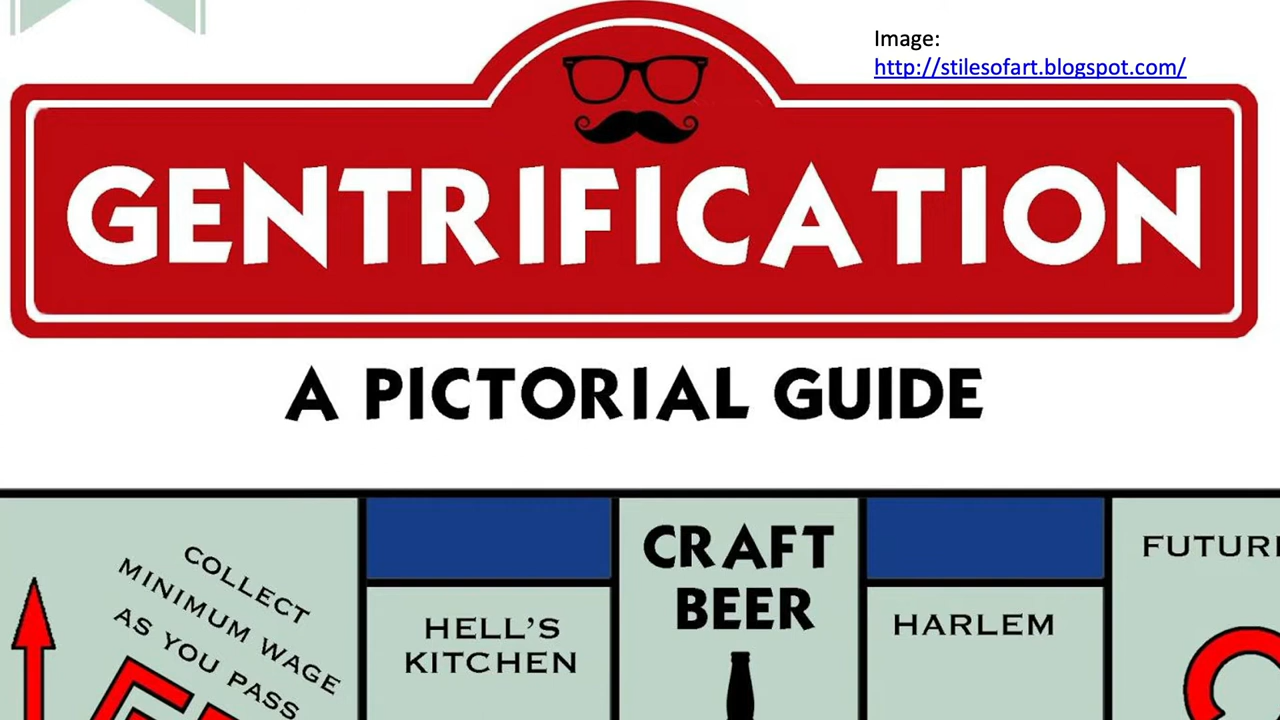 Image:
http://stilesofart.blogspot.com/
GENTRIFICATION
A PICTORIAL GUIDE
COLLECT
MINIMUM WAGE
AS YOU PASS
HELL'S
KITCHEN
CRAFT
BEER
HARLEM